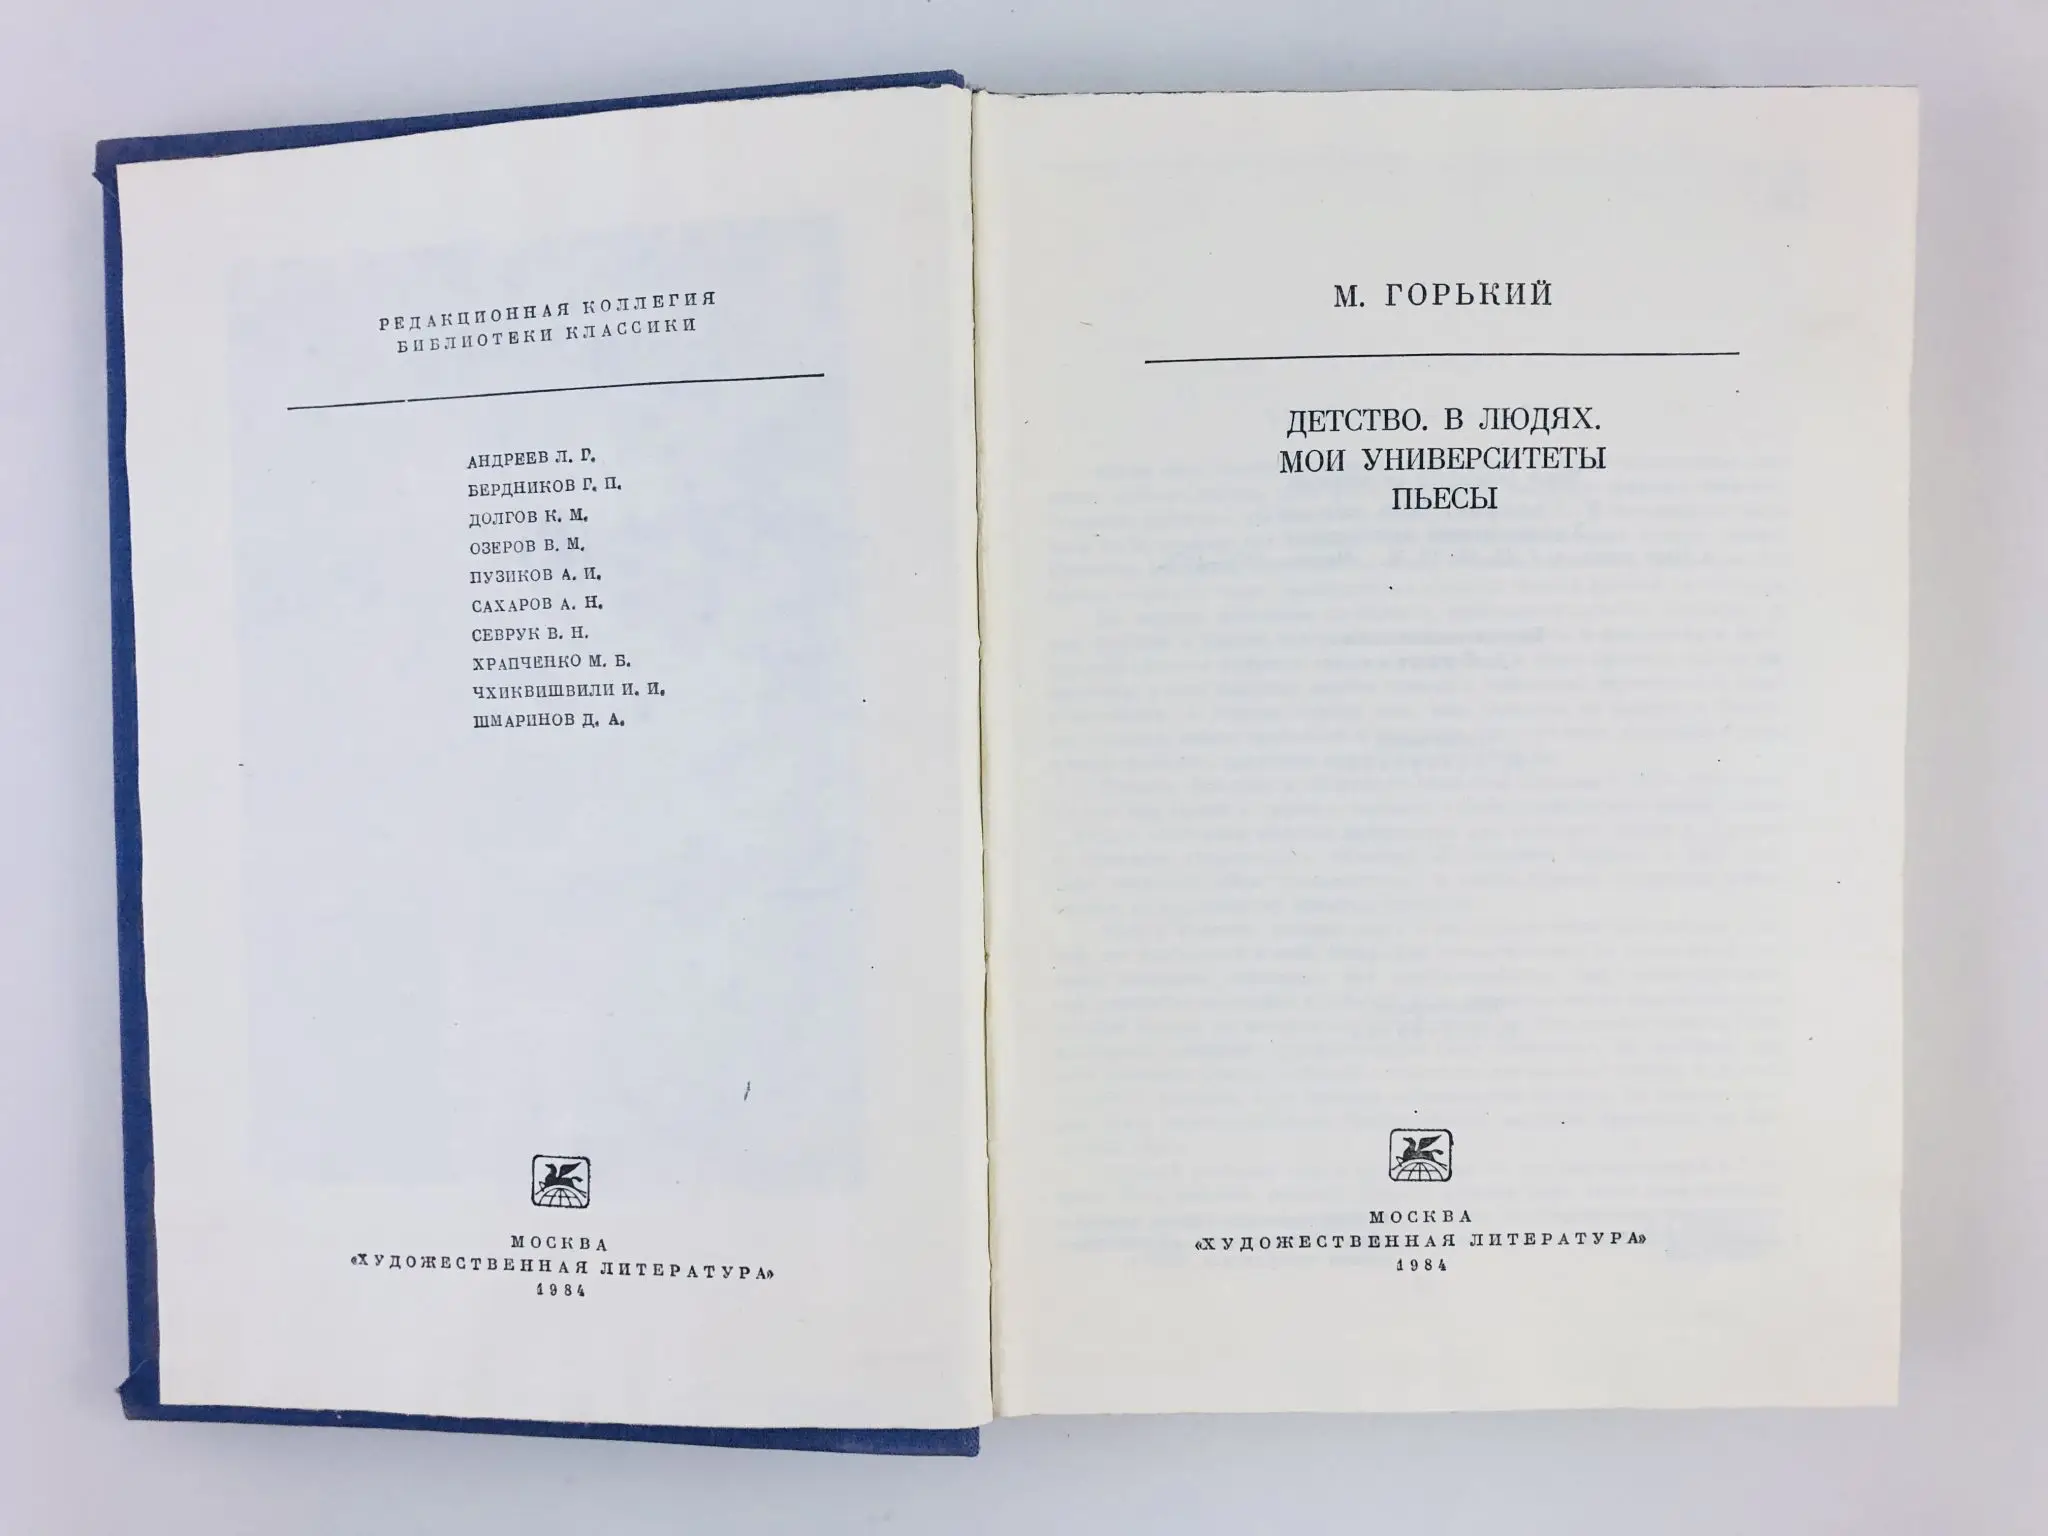 РЕДАКЦИОННАЯ КОЛЛЕГИЯ
БИБЛИОТЕКИ КЛАССИКИ
АНДРЕЕВ Л. Г.
БЕРДНИКОВ Г. П.
ДОЛГОВ К. М.
ОЗЕРОВ В. М.
ПУЗИКОВ А. И.
САХАРОВ А. Н.
СЕВРУК В. Н.
ХРАПЧЕНКО М. Б.
ЧХИКВИШВИЛИ И. И.
ШМАРИНОВ Д. А.
МОСКВА
«ХУДОЖЕСТВЕННАЯ ЛИТЕРАТУРА»
1984
М. ГОРЬКИЙ
ДЕТСТВО. В ЛЮДЯХ.
МОИ УНИВЕРСИТЕТЫ
ПЬЕСЫ
МОСКВА
«ХУДОЖЕСТВЕННАЯ ЛИТЕРАТУРА»
1984